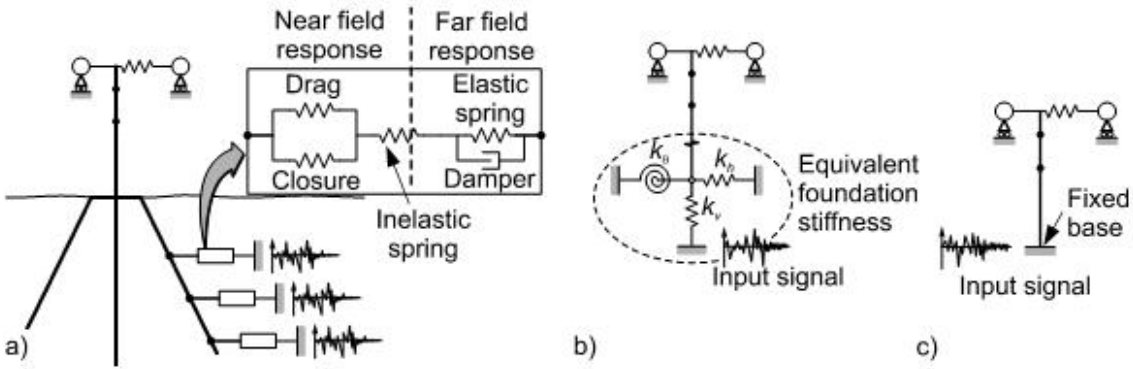 Near field
response
Far field
response
Drag
Closure
Elastic
spring
Damper
Inelastic
spring
a)
kθ
kh
kv
Equivalent
foundation
stiffness
Input signal
b)
Fixed
base
Input signal
c)